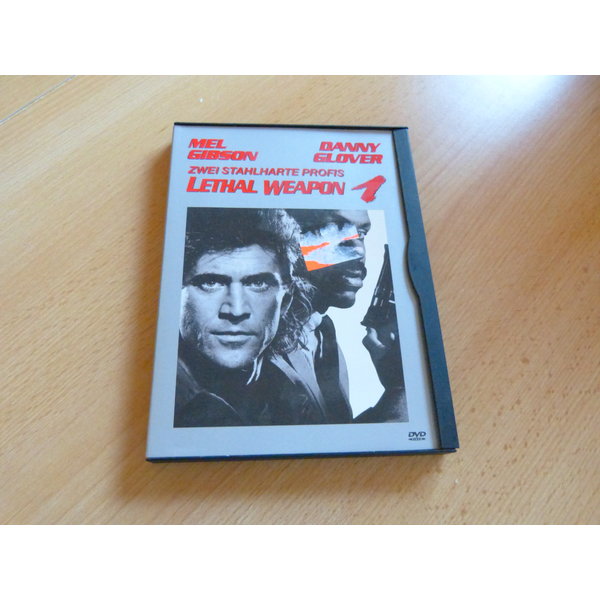 MEL GIBSON
DANNY GLOVER
ZWEI STAHLHARTE PROFIS
LETHAL WEAPON 1
DVD